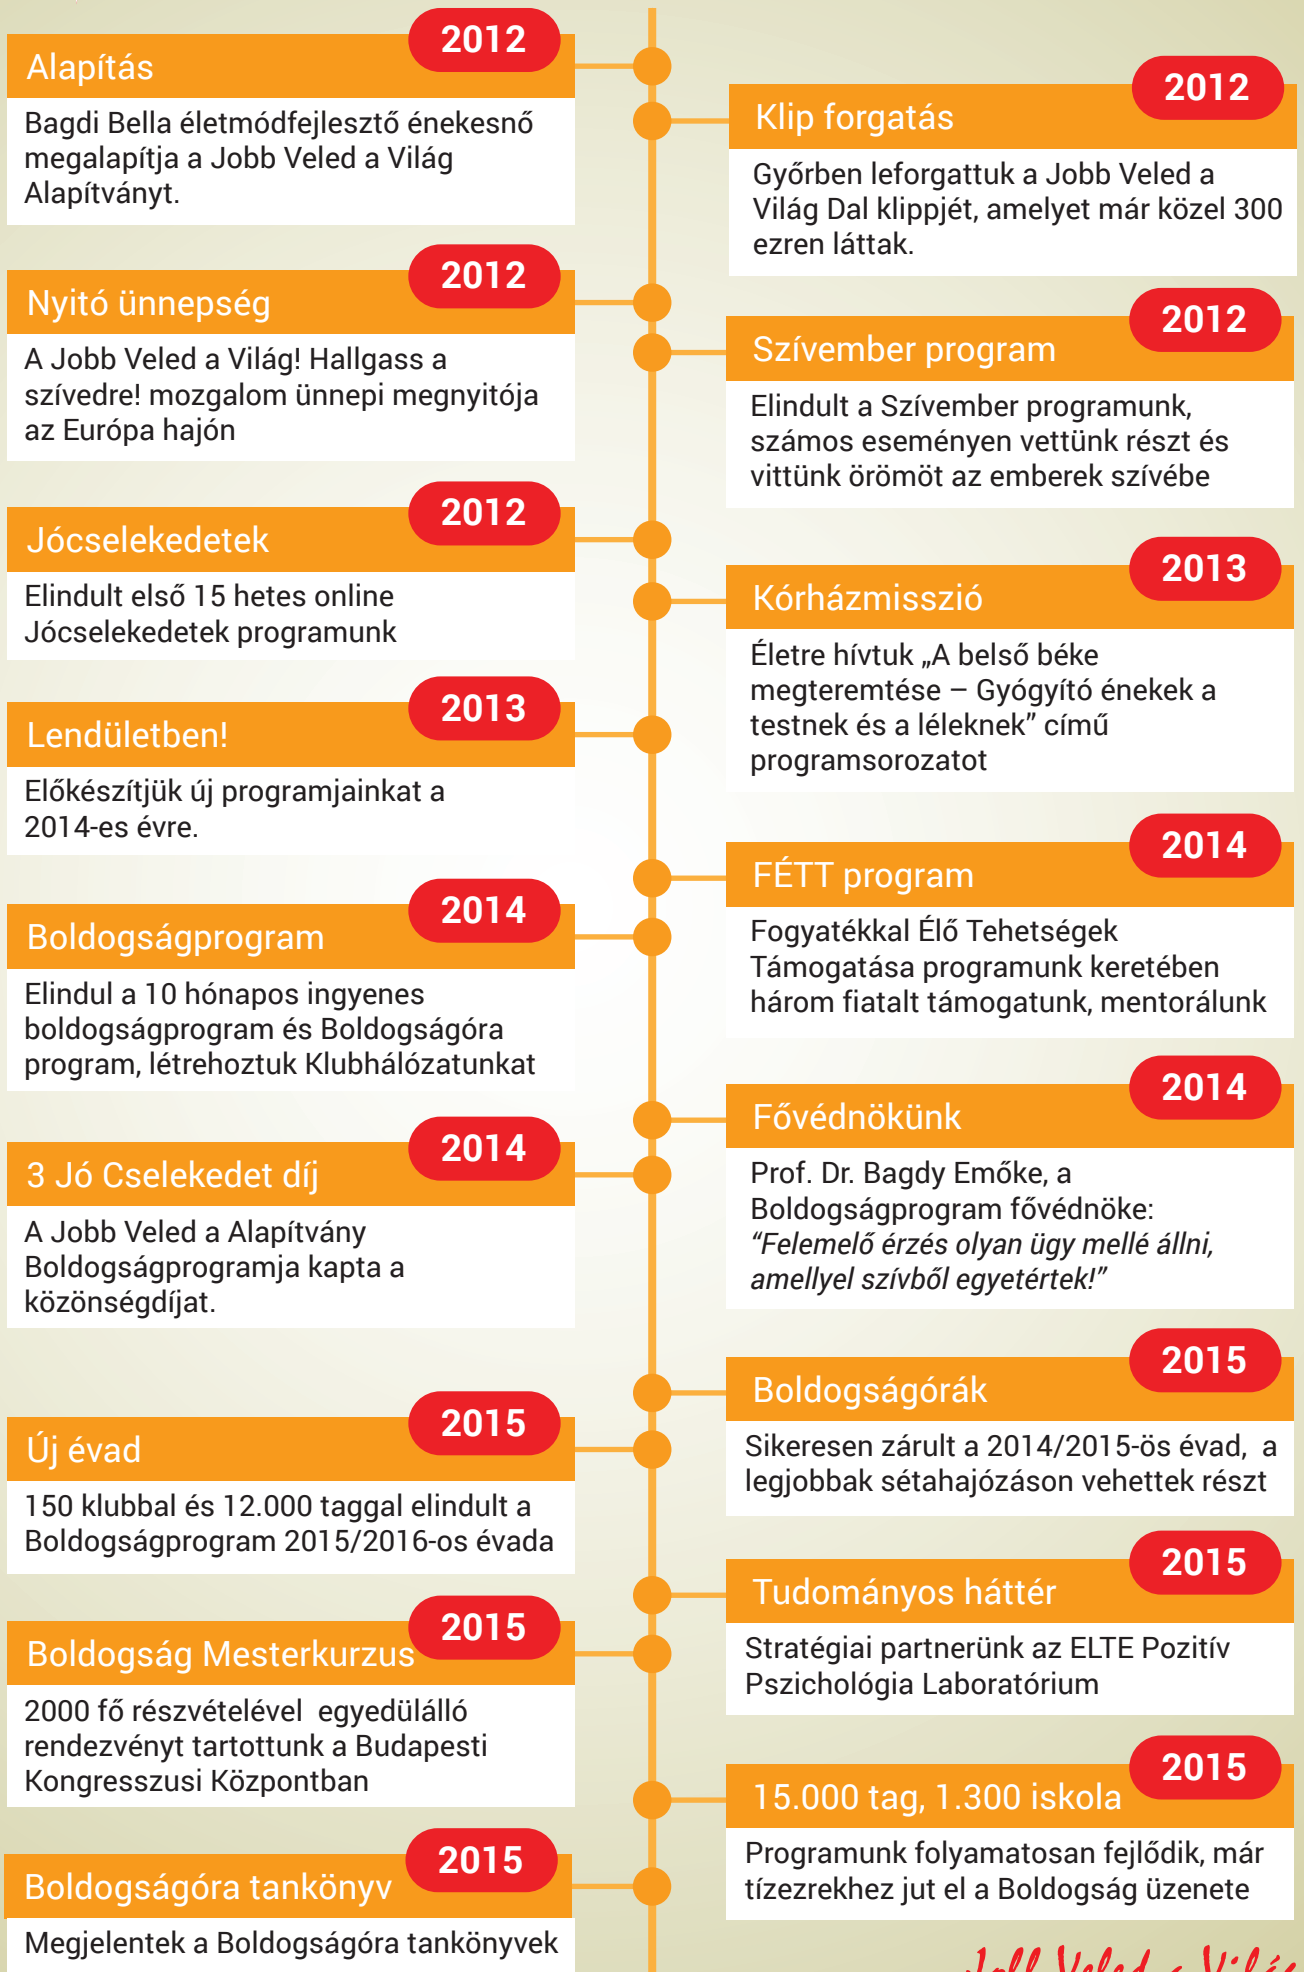 2012
Alapítás
Bagdi Bella életmódfejlesztő énekesnő
megalapítja a Jobb Veled a Világ
Alapítványt.
2012
Klip forgatás
Győrben leforgattuk a Jobb Veled a
Világ Dal klippjét, amelyet már közel 300
ezren láttak.
2012
Nyitó ünnepség
A Jobb Veled a Világ! Hallgass a
szívedre! mozgalom ünnepi megnyitója
az Európa hajón
2012
Szívember program
Elindult a Szívember programunk,
számos eseményen vettünk részt és
vittünk örömöt az emberek szívébe
2012
Jócselekedetek
Elindult első 15 hetes online
Jócselekedetek programunk
2013
Kórházmisszió
Életre hívtuk „A belső béke
megteremtése – Gyógyító énekek a
testnek és a léleknek” című
programsorozatot
2013
Lendületben!
Előkészítjük új programjainkat a
2014-es évre.
2014
FÉTT program
Fogyatékkal Élő Tehetségek
Támogatása programunk keretében
három fiatalt támogatunk, mentorálunk
2014
Boldogságprogram
Elindul a 10 hónapos ingyenes
boldogságprogram és Boldogságóra
program, létrehoztuk Klubhálózatunkat
2014
Fővédnökünk
Prof. Dr. Bagdy Emőke, a
Boldogságprogram fővédnöke:
“Felemelő érzés olyan ügy mellé állni,
amellyel szívből egyetértek!”
2014
3 Jó Cselekedet díj
A Jobb Veled a Alapítvány
Boldogságprogramja kapta a
közönségdíjat.
2015
Boldogságórák
Sikeresen zárult a 2014/2015-ös évad,  a
legjobbak sétahajózáson vehettek részt
2015
Új évad
150 klubbal és 12.000 taggal elindult a
Boldogságprogram 2015/2016-os évada
2015
Tudományos háttér
Stratégiai partnerünk az ELTE Pozitív
Pszichológia Laboratórium
2015
Boldogság Mesterkurzus
2000 fő részvételével  egyedülálló
rendezvényt tartottunk a Budapesti
Kongresszusi Központban
2015
15.000 tag, 1.300 iskola
Programunk folyamatosan fejlődik, már
tízezrekhez jut el a Boldogság üzenete
2015
Boldogságóra tankönyv
Megjelentek a Boldogságóra tankönyvek
Jobb Veled a